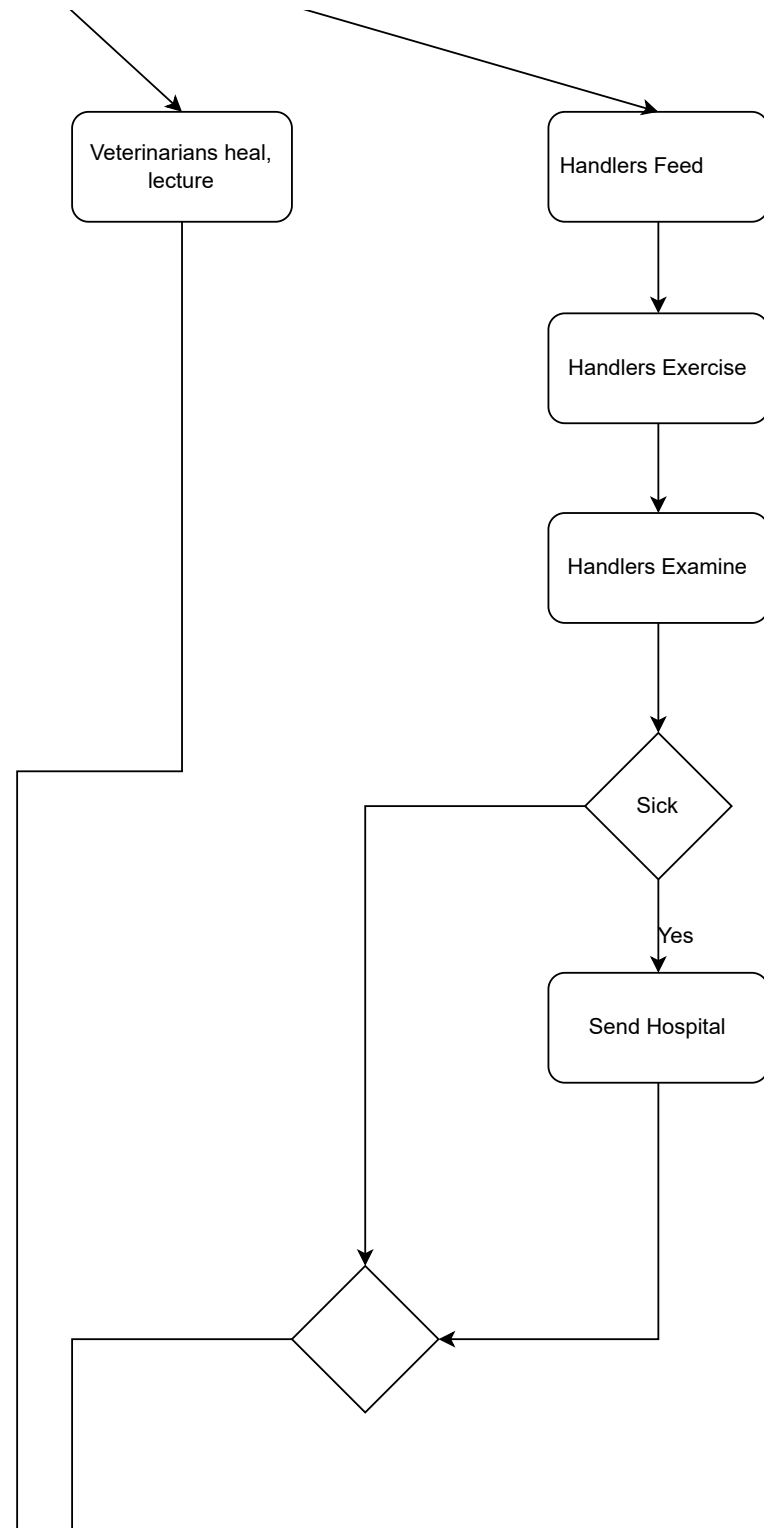 Veterinarians heal,
lecture
Handlers Feed
Handlers Exercise
Handlers Examine
Sick
Yes
Send Hospital